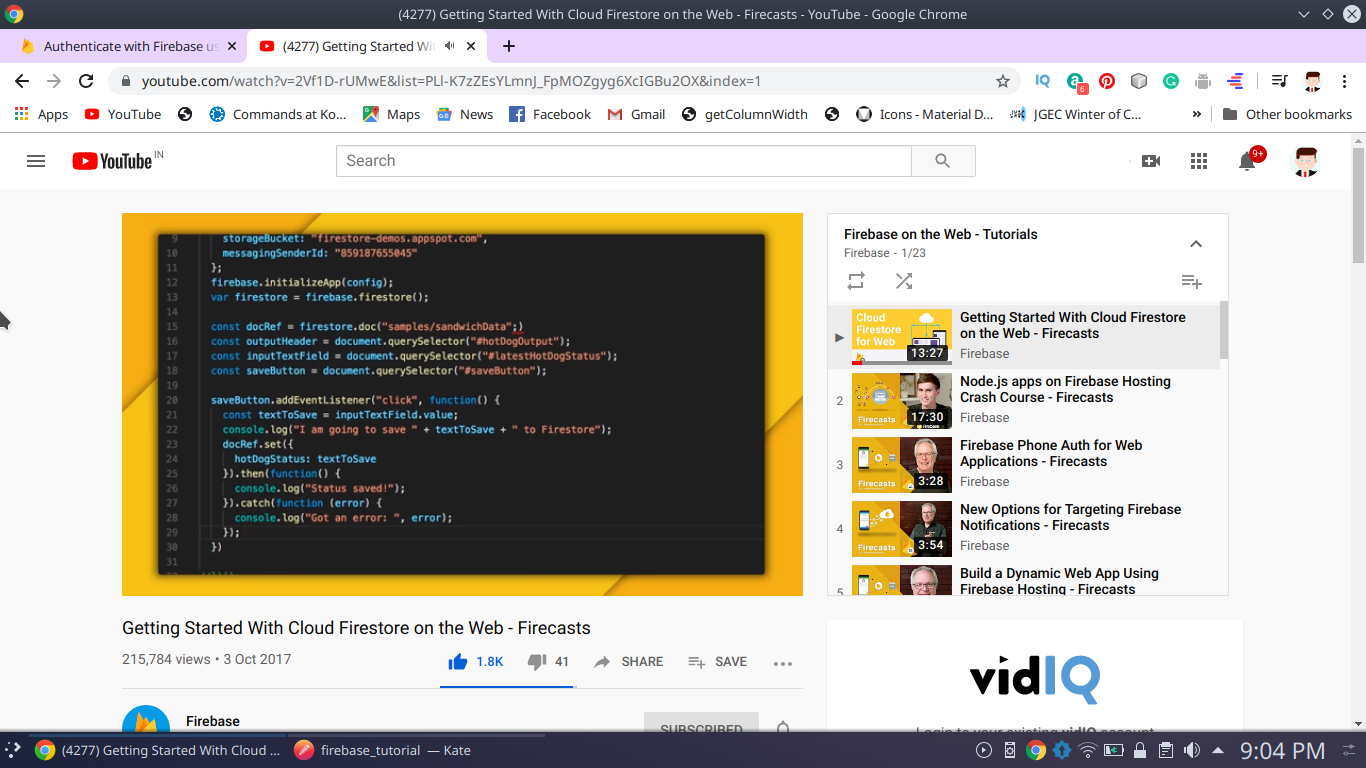 (4277) Getting Started With Cloud Firestore on the Web - Firecasts - YouTube - Google Chrome
Authenticate with Firebase us
(4277) Getting Started Wit
youtube.com/watch?v=2Vf1D-rUMwE&list=PLl-K7zZEsYLmnJ_FpMOZgyg6XcIGBu2OX&index=1
IQ
6
Apps
YouTube
Commands at Ko...
Maps
News
Facebook
Gmail
getColumnWidth
Icons - Material D...
JGEC Winter of C...
»
Other bookmarks
YouTube IN
Search
9+
9 storageBucket: "firestore-demos.appspot.com",
10 messagingSenderId: "859187655045"
11 };
12 firebase.initializeApp(config);
13 var firestore = firebase.firestore();
14
15 const docRef = firestore.doc("samples/sandwichData";)
16 const outputHeader = document.querySelector("#hotDogOutput");
17 const inputTextField = document.querySelector("#latestHotDogStatus");
18 const saveButton = document.querySelector("#saveButton");
19
20 saveButton.addEventListener("click", function() {
21 const textToSave = inputTextField.value;
22 console.log("I am going to save " + textToSave + " to Firestore");
23 docRef.set({
24 hotDogStatus: textToSave
25 }).then(function() {
26 console.log("Status saved!");
27 }).catch(function (error) {
28 console.log("Got an error: ", error);
29 });
30 })
31
Firebase on the Web - Tutorials
Firebase - 1/23
Cloud
Firestore
for Web
13:27
Getting Started With Cloud Firestore
on the Web - Firecasts
Firebase
2
Firecasts
17:30
Node.js apps on Firebase Hosting
Crash Course - Firecasts
Firebase
3
Firecasts
3:28
Firebase Phone Auth for Web
Applications - Firecasts
Firebase
4
Firecasts
3:54
New Options for Targeting Firebase
Notifications - Firecasts
Firebase
5
Build a Dynamic Web App Using
Firebase Hosting - Firecasts
Getting Started With Cloud Firestore on the Web - Firecasts
215,784 views • 3 Oct 2017
1.8K
41
SHARE
SAVE
Firebase
SUBSCRIBED
vidIQ
Login to your existing vidIQ account
(4277) Getting Started With Cloud ...
firebase_tutorial — Kate
9:04 PM